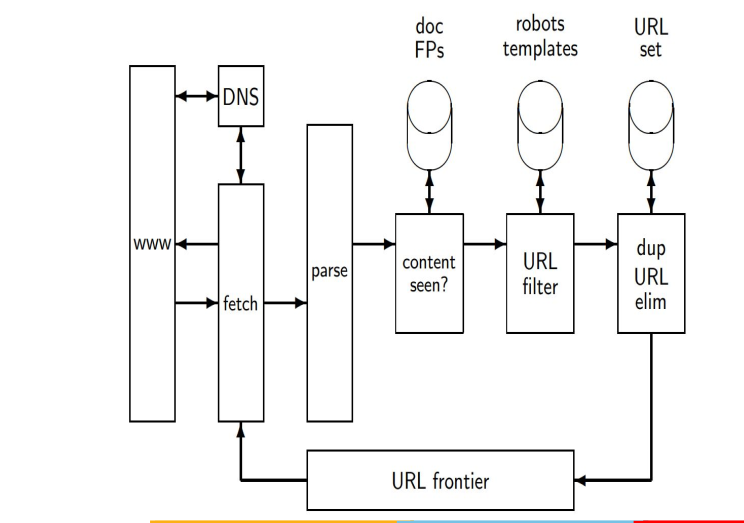 doc
FPs
robots
templates
URL
set
DNS
www
parse
content
seen?
URL
filter
dup
URL
elim
fetch
URL frontier